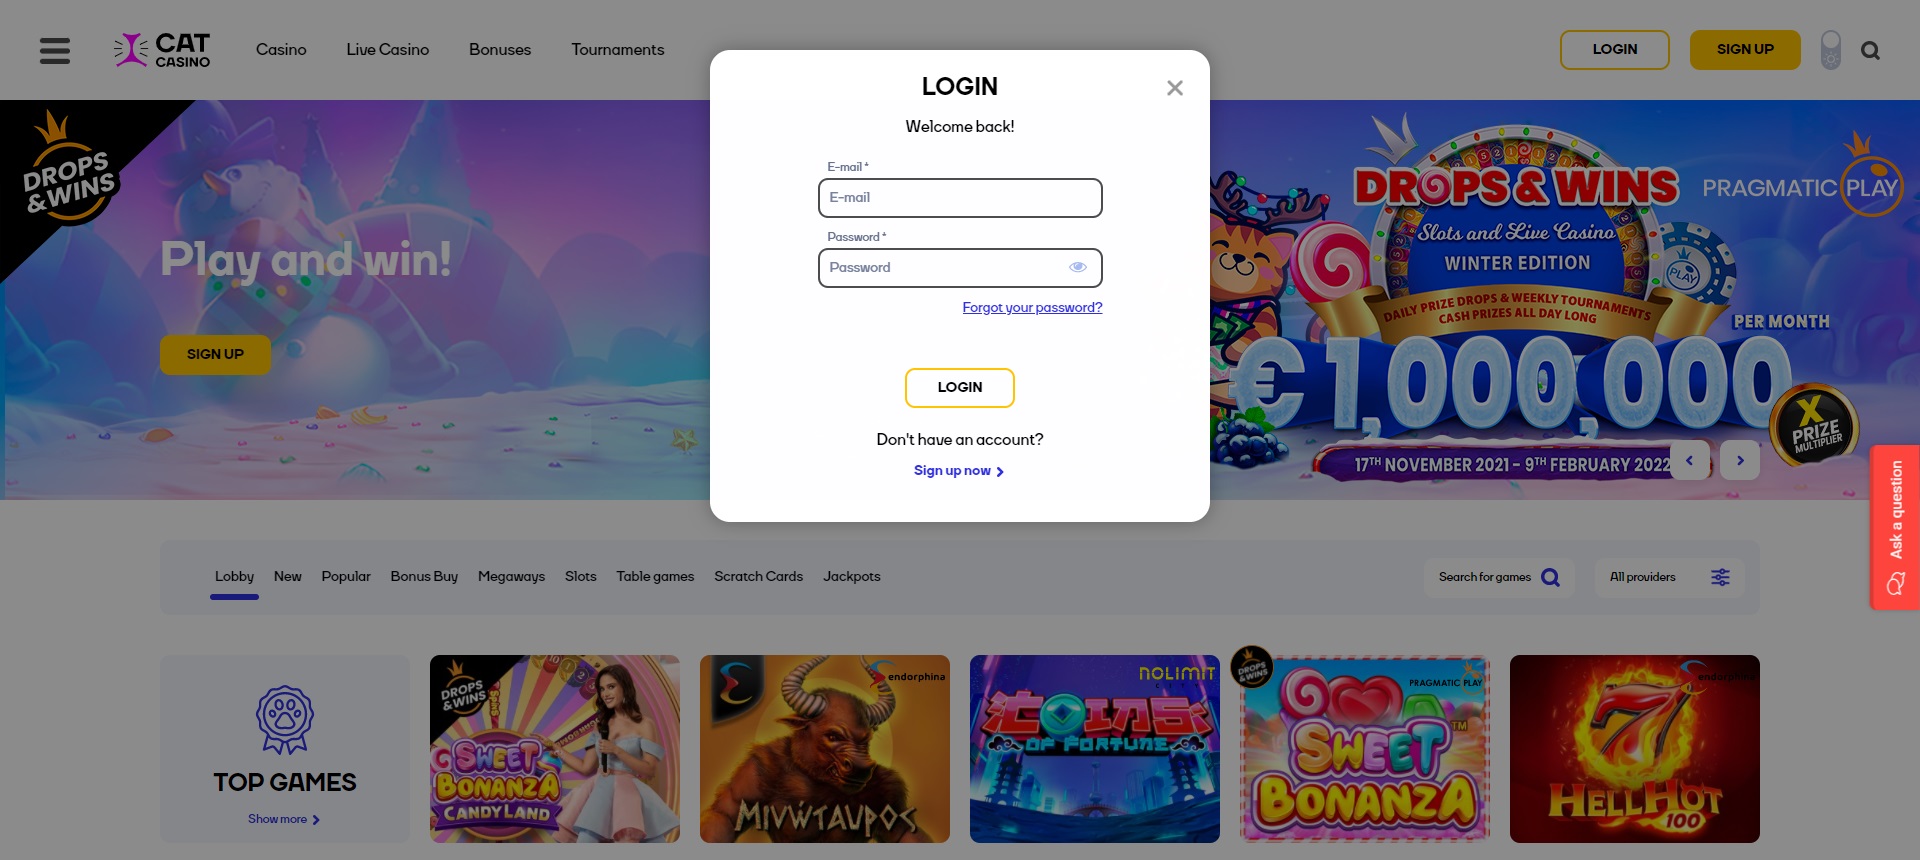 CAT
CASINO
Casino
Live Casino
Bonuses
Tournaments
LOGIN
SIGN UP
LOGIN
Welcome back!
E-mail *
E-mail
Password *
Password
Forgot your password?
LOGIN
Don't have an account?
Sign up now
DROPS
&WINS
Play and win!
SIGN UP
DROPS & WINS
PRAGMATIC PLAY
Slots and Live Casino
WINTER EDITION
PLAY
DAILY PRIZE DROPS & WEEKLY TOURNAMENTS
CASH PRIZES ALL DAY LONG
PER MONTH
€1,000,000
X
PRIZE
MULTIPLIER
17TH NOVEMBER 2021 - 9TH FEBRUARY 2022
Ask a question
Lobby
New
Popular
Bonus Buy
Megaways
Slots
Table games
Scratch Cards
Jackpots
Search for games
All providers
TOP GAMES
Show more
DROPS
&WINS
SWEET
BONANZA
CANDYLAND
endorphina
MIVѠTAUPOS
NOLIMIT
CITY
COINS
OF FORTUNE
DROPS
&WINS
PRAGMATIC PLAY
SWEET™
BONANZA
endorphina
7
HELL HOT
100